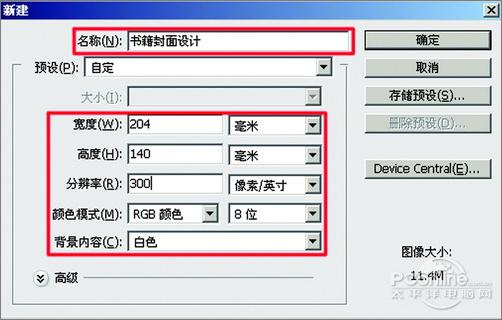 新建
名称(N): 书籍封面设计
确定
预设(P): 自定
取消
大小(I):
存储预设(S)...
宽度(W): 204 毫米
删除预设(D)...
高度(H): 140 毫米
分辨率(R): 300 像素/英寸
Device Central(E)...
颜色模式(M): RGB 颜色 8 位
背景内容(C): 白色
图像大小:
高级
11.4M
PConline
太平洋电脑网